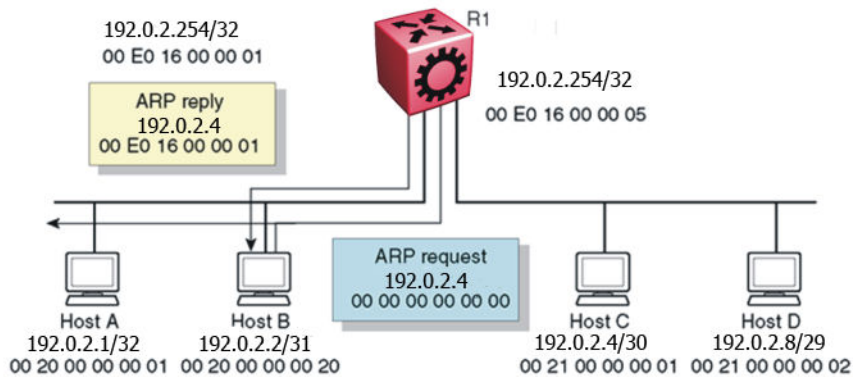 R1
192.0.2.254/32
00 E0 16 00 00 01
192.0.2.254/32
00 E0 16 00 00 05
ARP reply
192.0.2.4
00 E0 16 00 00 01
ARP request
192.0.2.4
00 00 00 00 00 00
Host A
192.0.2.1/32
00 20 00 00 00 01
Host B
192.0.2.2/31
00 20 00 00 00 20
Host C
192.0.2.4/30
00 21 00 00 00 01
Host D
192.0.2.8/29
00 21 00 00 00 02